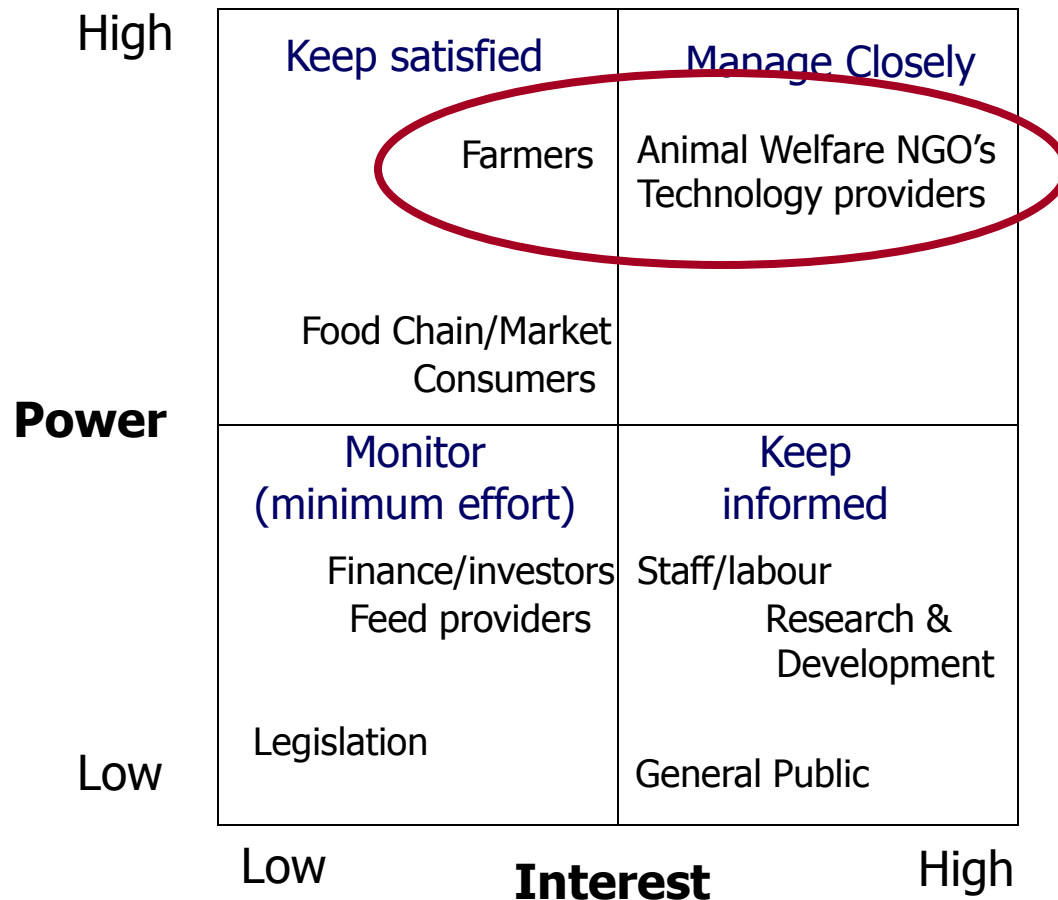 High
Keep satisfied
Manage Closely
Farmers
Animal Welfare NGO’s
Technology providers
Food Chain/Market
Consumers
Power
Monitor
(minimum effort)
Keep
informed
Finance/investors
Feed providers
Staff/labour
Research &
Development
Legislation
General Public
Low
Low
Interest
High